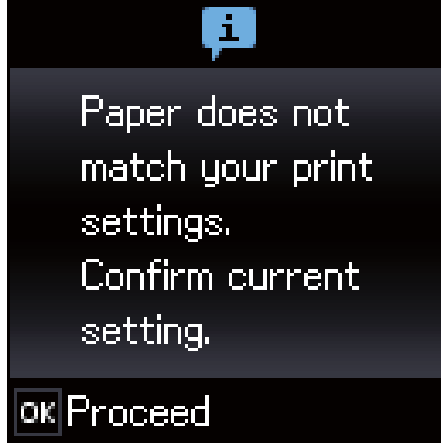 i
Paper does not
match your print
settings.
Confirm current
setting.
OK Proceed